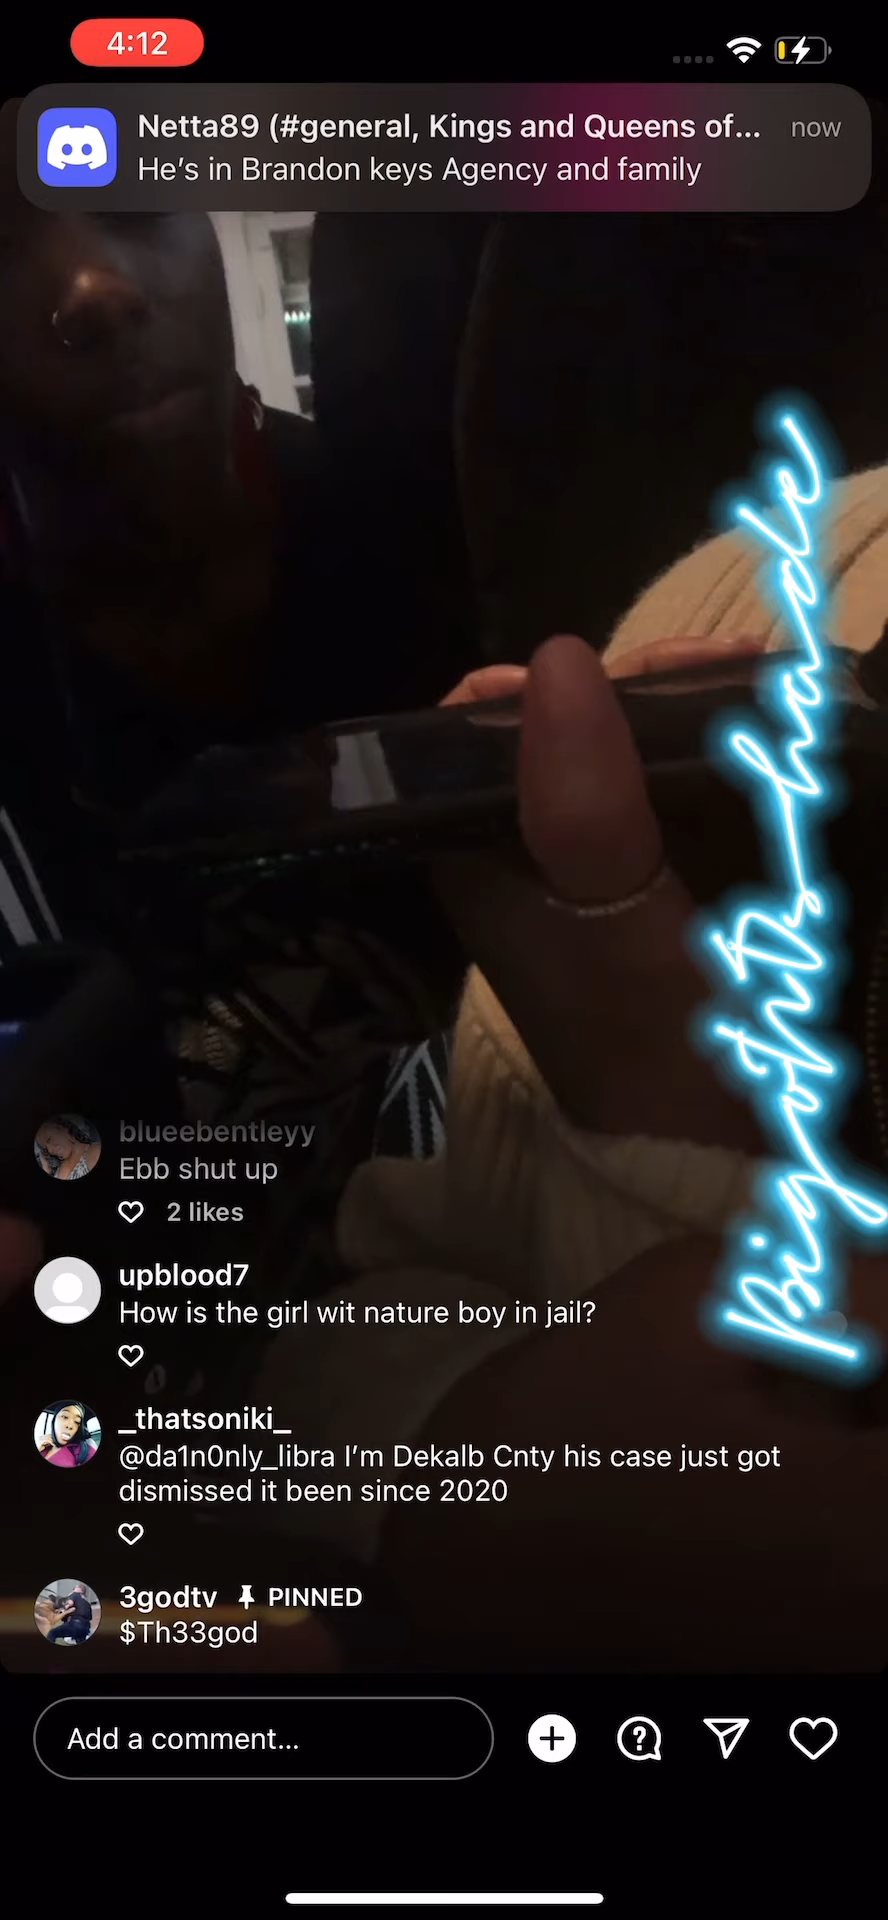 4:12
Netta89 (#general, Kings and Queens of... now
He's in Brandon keys Agency and family
blueebentleyy
Ebb shut up
2 likes
upblood7
How is the girl wit nature boy in jail?
_thatsoniki_
@da1n0nly_libra I'm Dekalb Cnty his case just got
dismissed it been since 2020
3godtv PINNED
$Th33god
Add a comment...